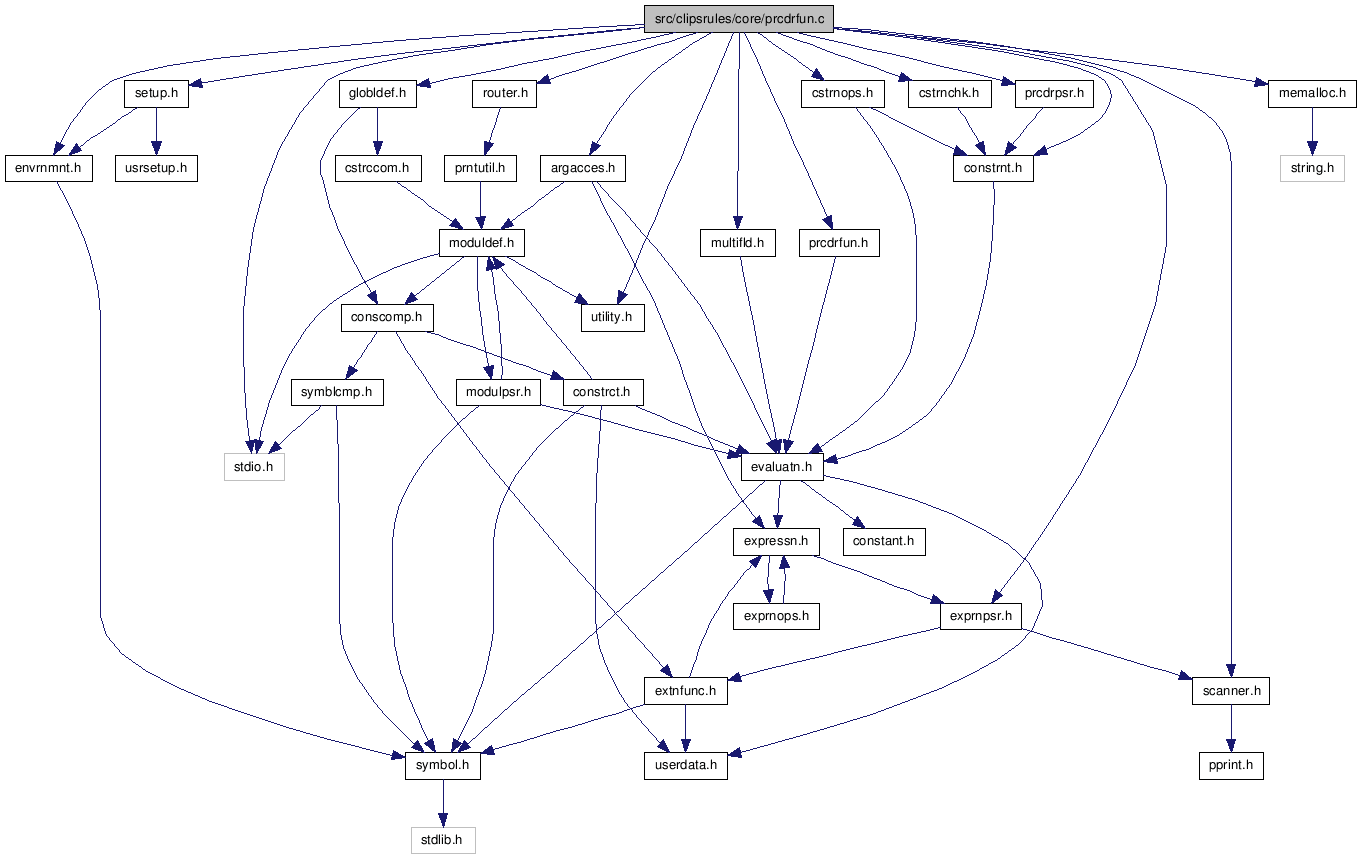 src/clipsrules/core/prcdrfun.c
setup.h
globldef.h
router.h
cstrnops.h
cstrnchk.h
prcdrpsr.h
memalloc.h
envrnmnt.h
usrsetup.h
cstrccom.h
prntutil.h
argacces.h
constrnt.h
string.h
moduldef.h
multifld.h
prcdrfun.h
conscomp.h
utility.h
symblcmp.h
modulpsr.h
constrct.h
stdio.h
evaluatn.h
expressn.h
constant.h
exprnops.h
exprnpsr.h
extnfunc.h
scanner.h
symbol.h
userdata.h
pprint.h
stdlib.h